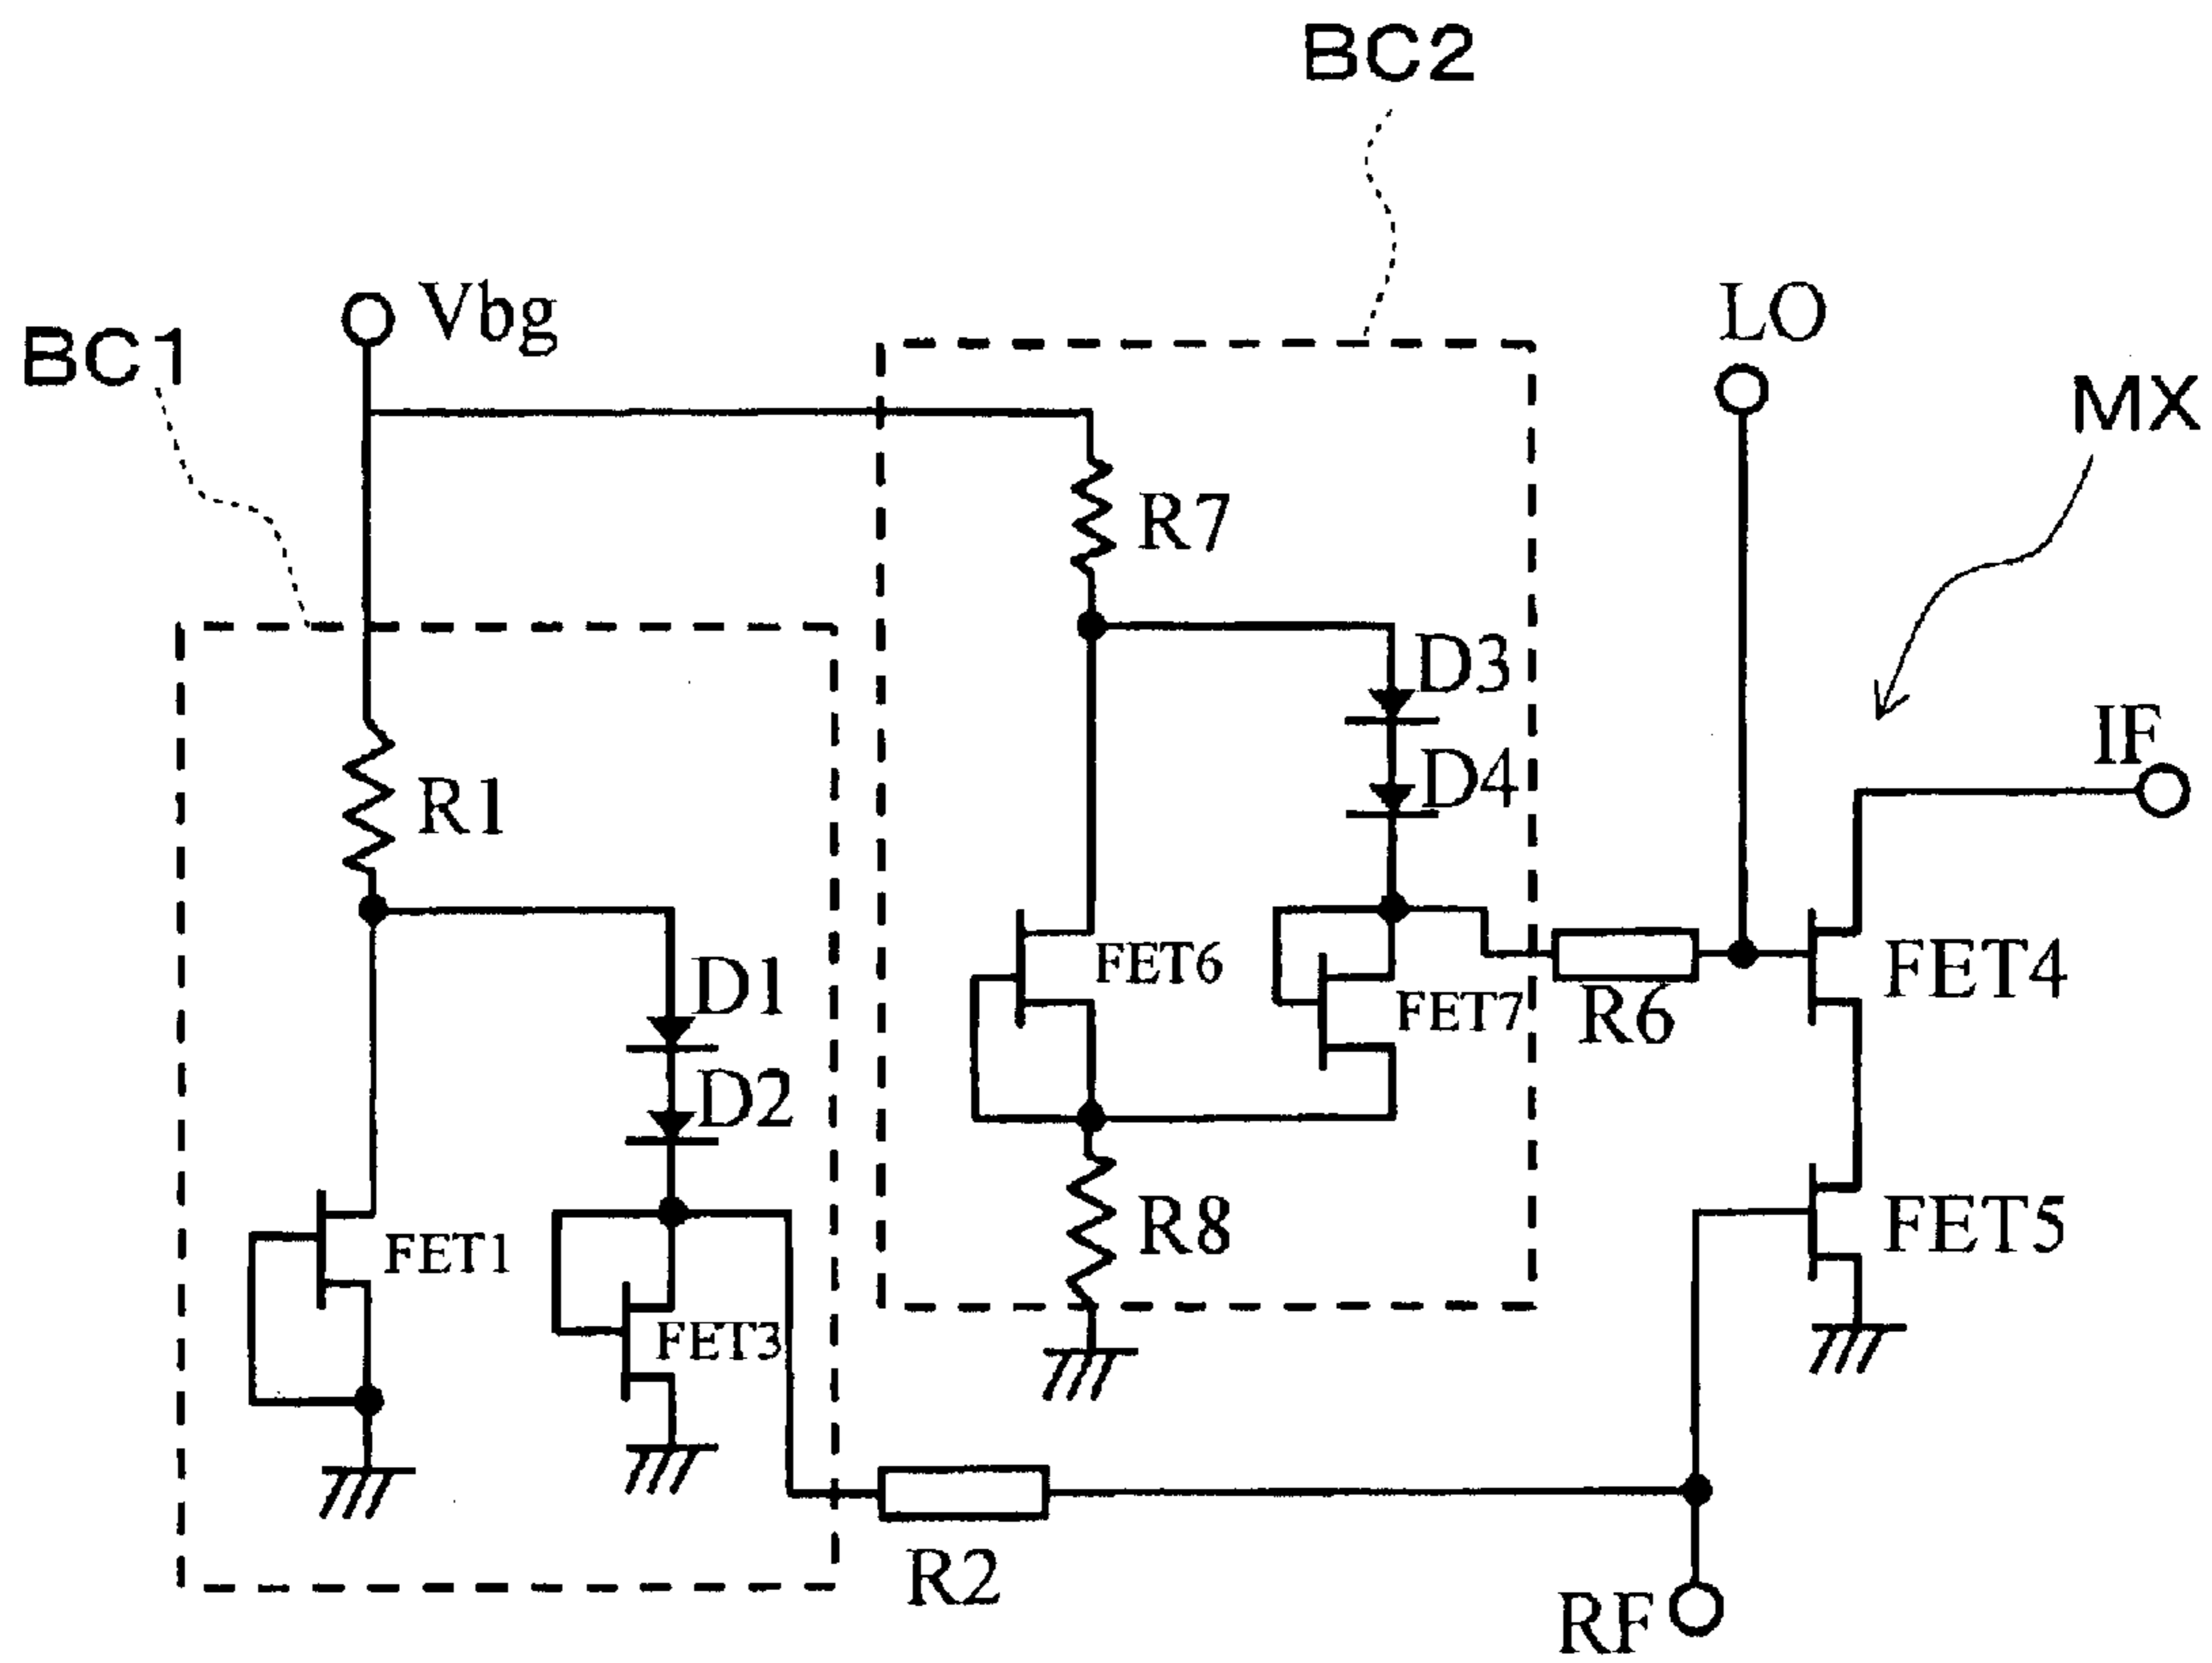 BC2
Vbg
LO
BC1
MX
R7
D3
IF
D4
R1
FET6
FET4
D1
FET7
R6
D2
R8
FET5
FET1
FET3
R2
RF